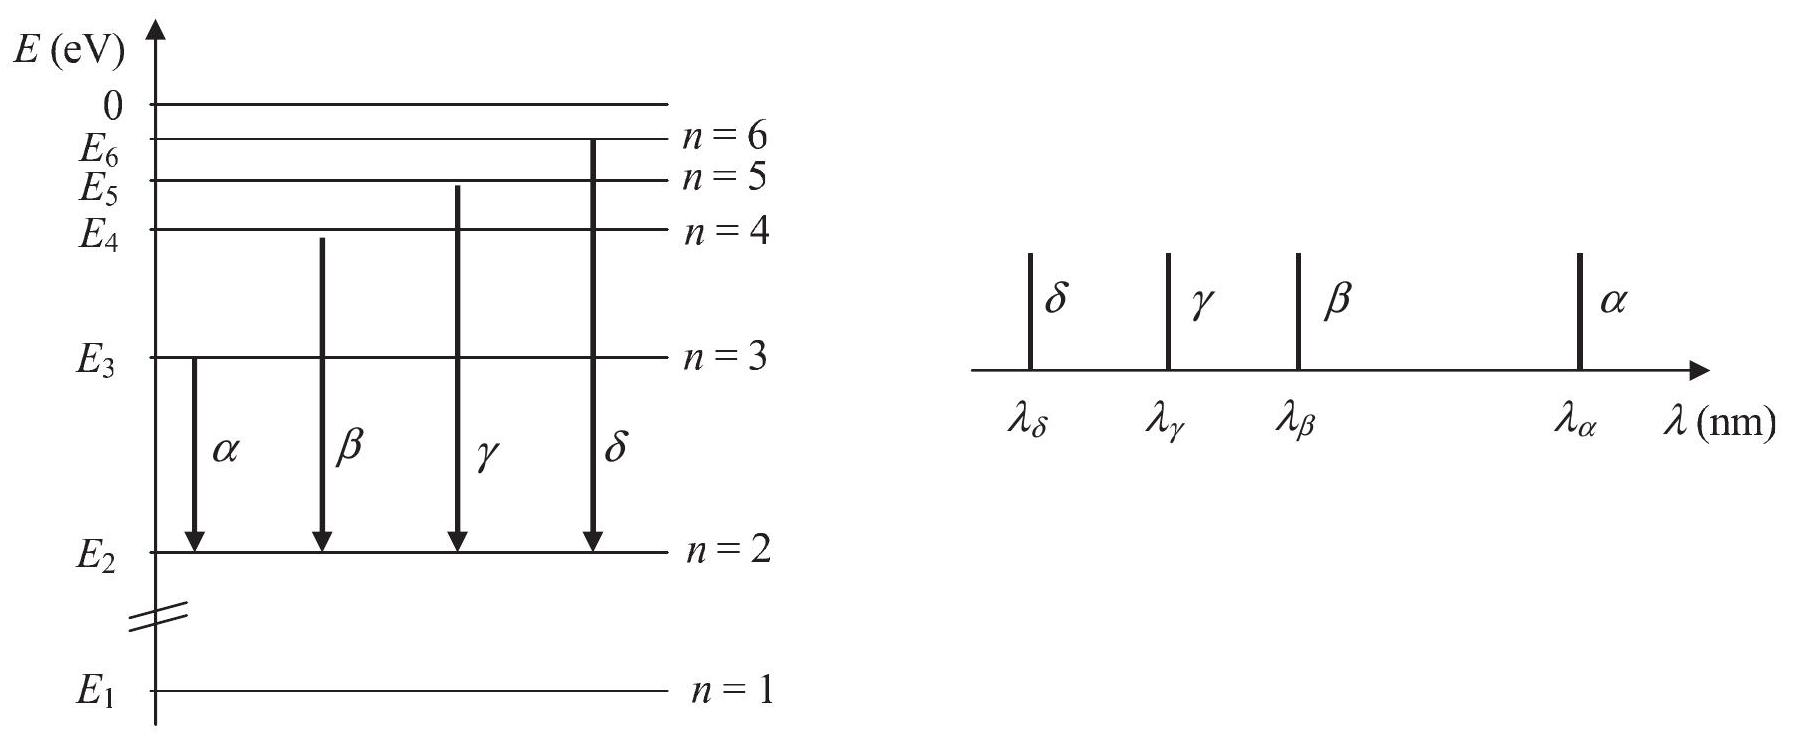 E (eV)
0
E6 n = 6
E5 n = 5
E4 n = 4
E3 n = 3
α β γ δ
E2 n = 2
E1 n = 1
δ γ β α
λδ λγ λβ λα λ (nm)